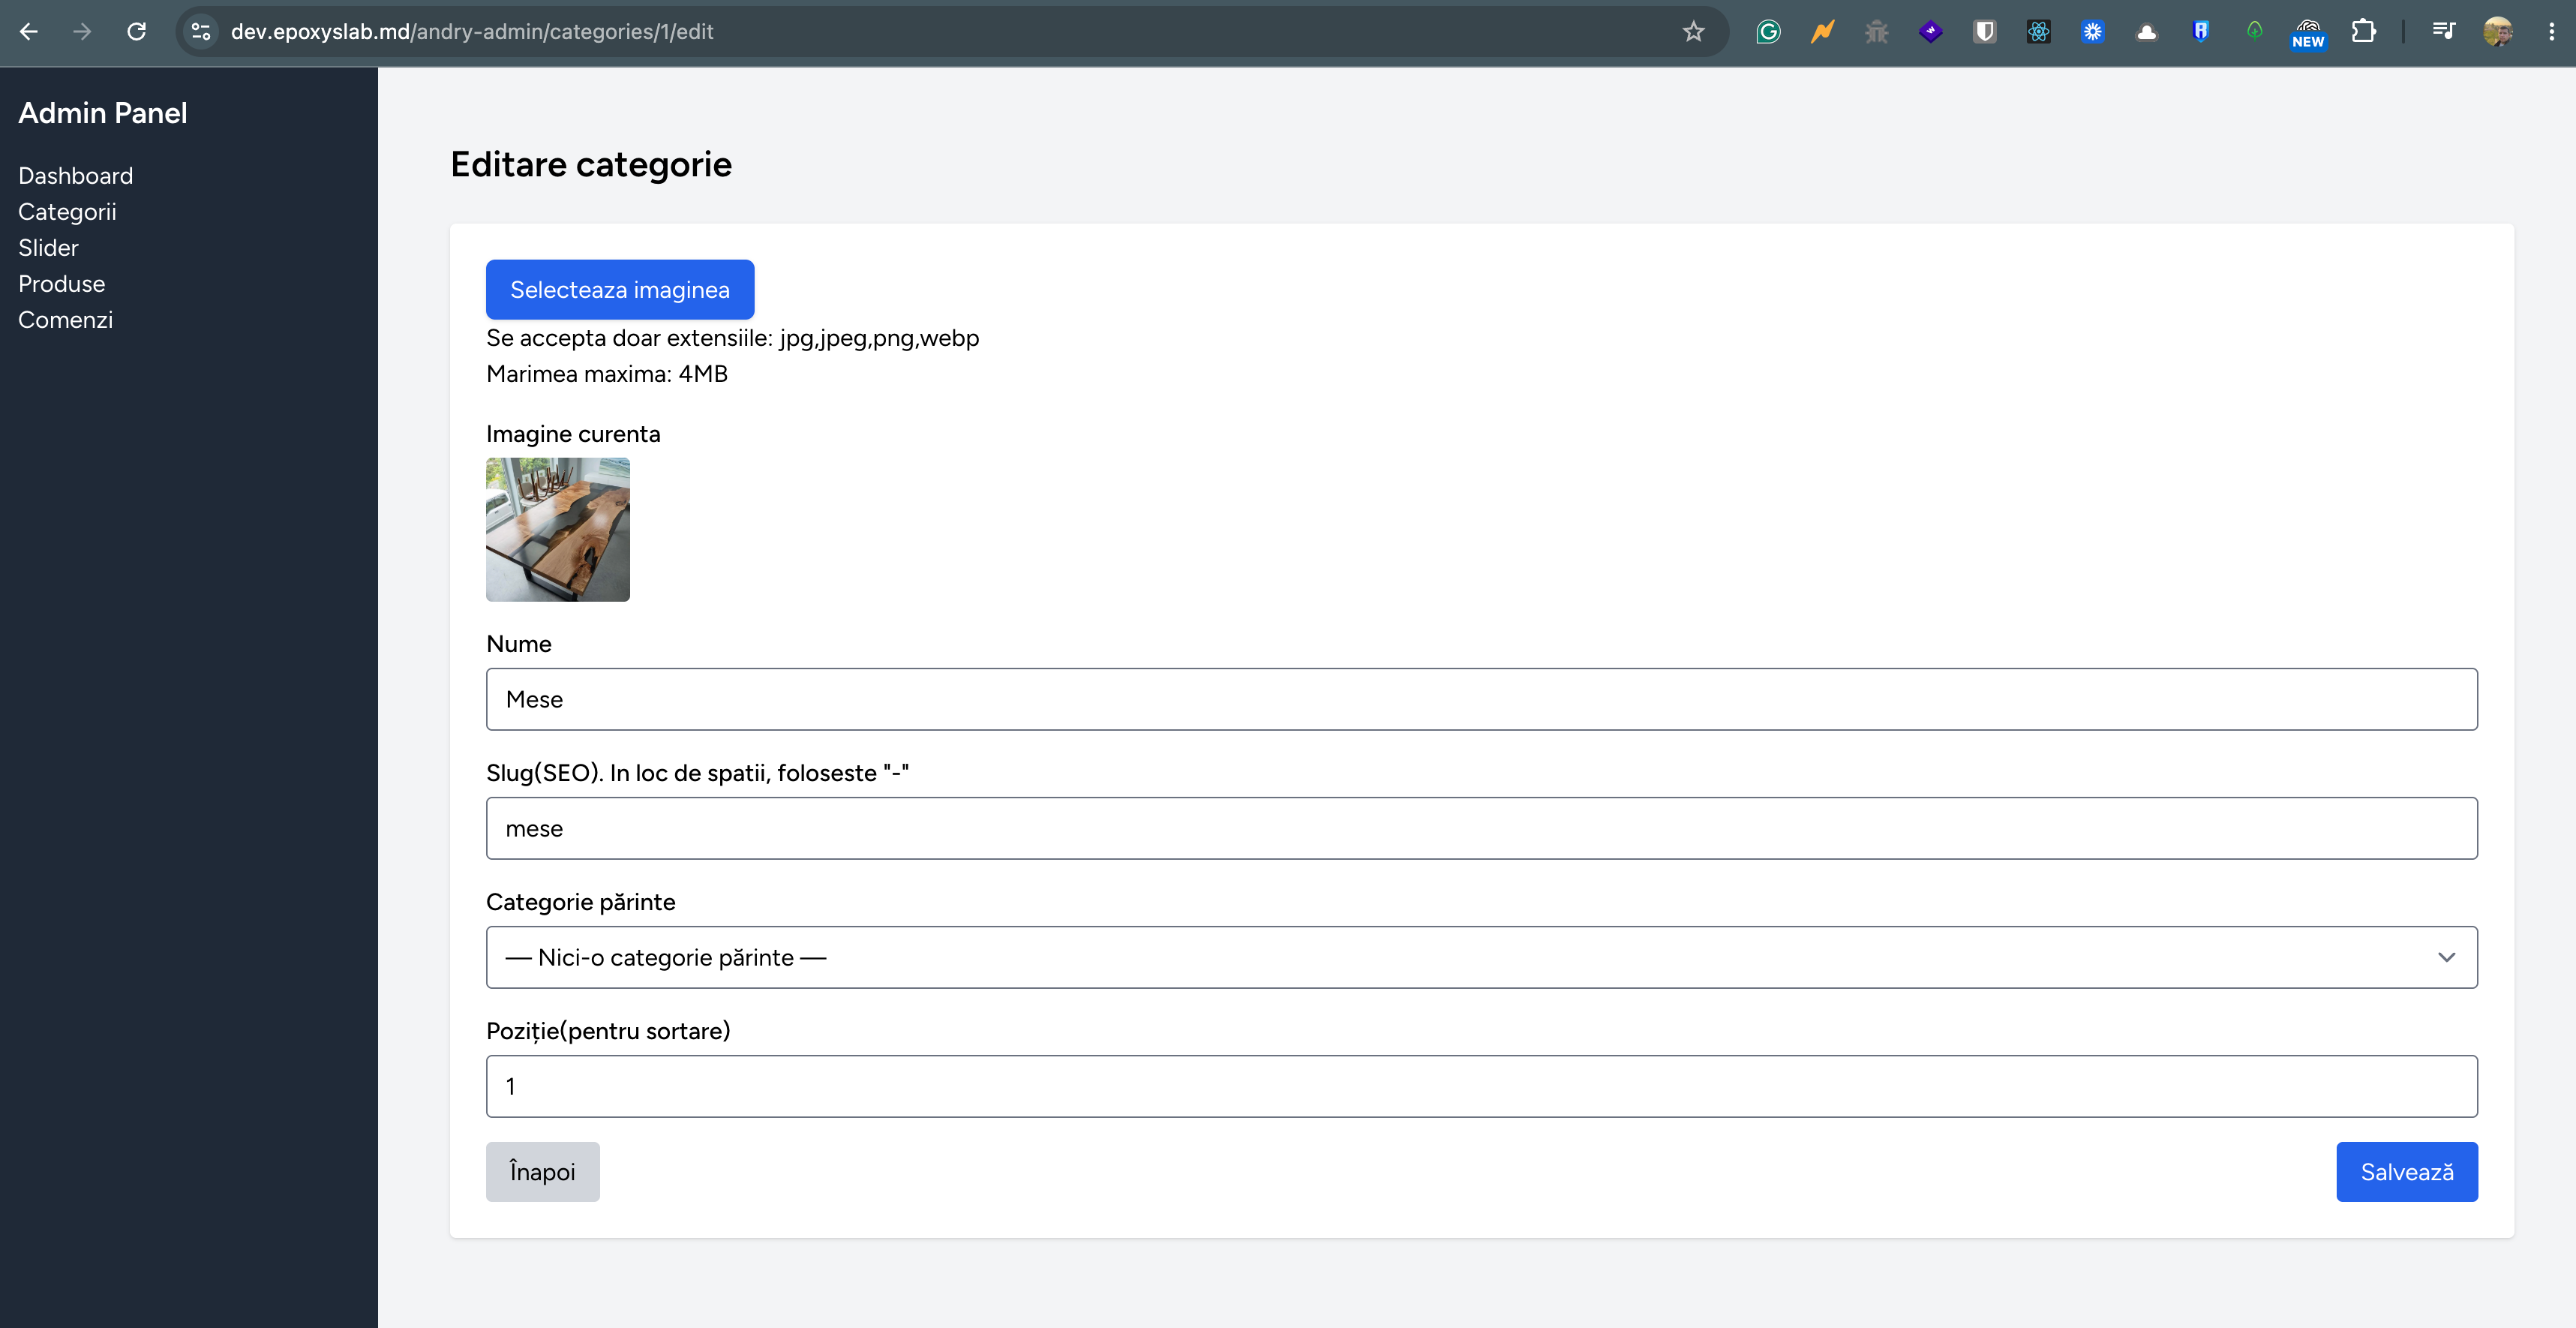 dev.epoxyslab.md/andry-admin/categories/1/edit
NEW
Admin Panel
Dashboard
Categorii
Slider
Produse
Comenzi
Editare categorie
Selecteaza imaginea
Se accepta doar extensiile: jpg,jpeg,png,webp
Marimea maxima: 4MB
Imagine curenta
Nume
Mese
Slug(SEO). In loc de spatii, foloseste "-"
mese
Categorie părinte
— Nici-o categorie părinte —
Poziție(pentru sortare)
1
Înapoi
Salvează